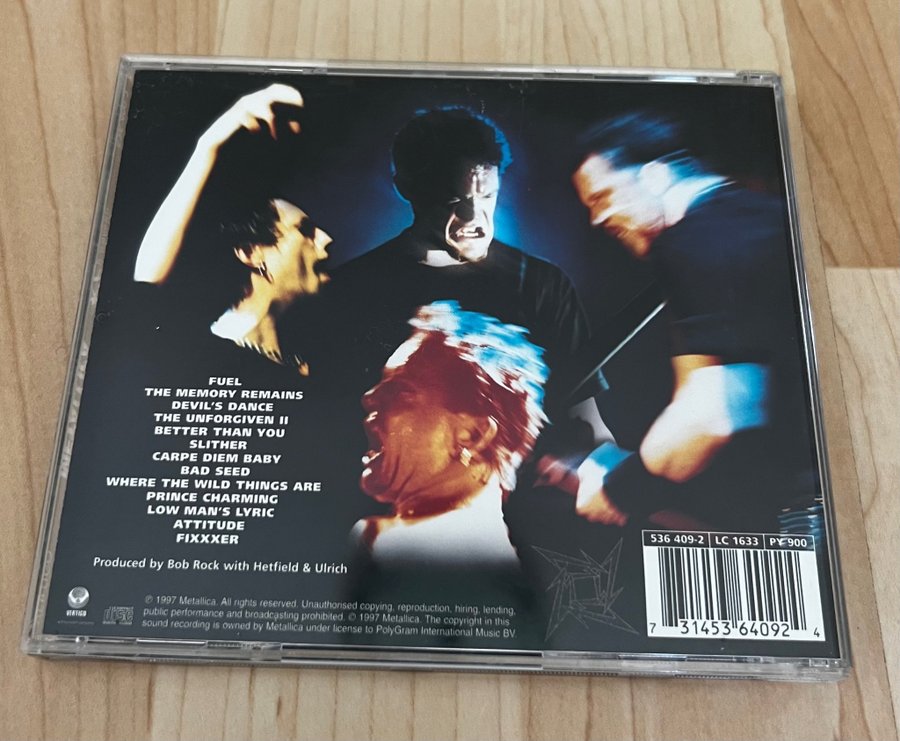 FUEL
THE MEMORY REMAINS
DEVIL'S DANCE
THE UNFORGIVEN II
BETTER THAN YOU
SLITHER
CARPE DIEM BABY
BAD SEED
WHERE THE WILD THINGS ARE
PRINCE CHARMING
LOW MAN'S LYRIC
ATTITUDE
FIXXXER
Produced by Bob Rock with Hetfield & Ulrich
VERTIGO
disc
℗ 1997 Metallica. All rights reserved. Unauthorised copying, reproduction, hiring, lending,
public performance and broadcasting prohibited. © 1997 Metallica. The copyright in this
sound recording is owned by Metallica under license to PolyGram International Music BV
536 409-2 LC 1633 PY 900
7 31453 64092 4